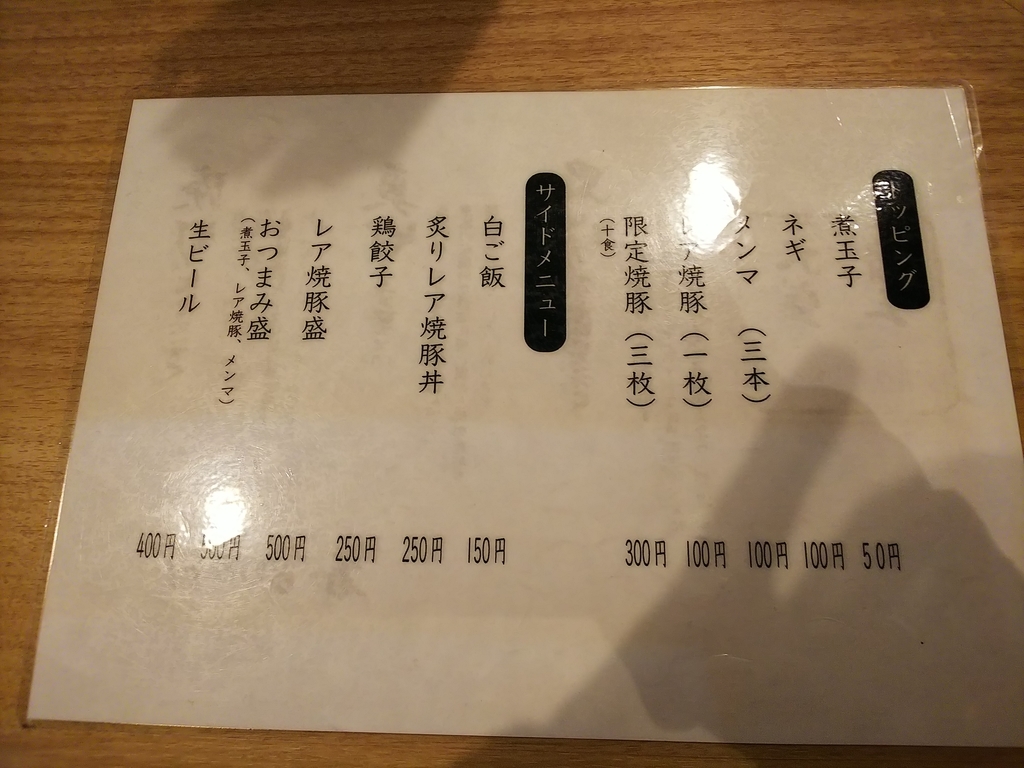 トッピング
煮玉子 50円
ネギ 100円
メンマ（三本） 100円
レア焼豚（一枚） 100円
限定焼豚（三枚） 300円
（十食）
サイドメニュー
白ご飯 150円
炙りレア焼豚丼 250円
鶏餃子 250円
レア焼豚盛 500円
おつまみ盛
（煮玉子、レア焼豚、メンマ）
生ビール 400円